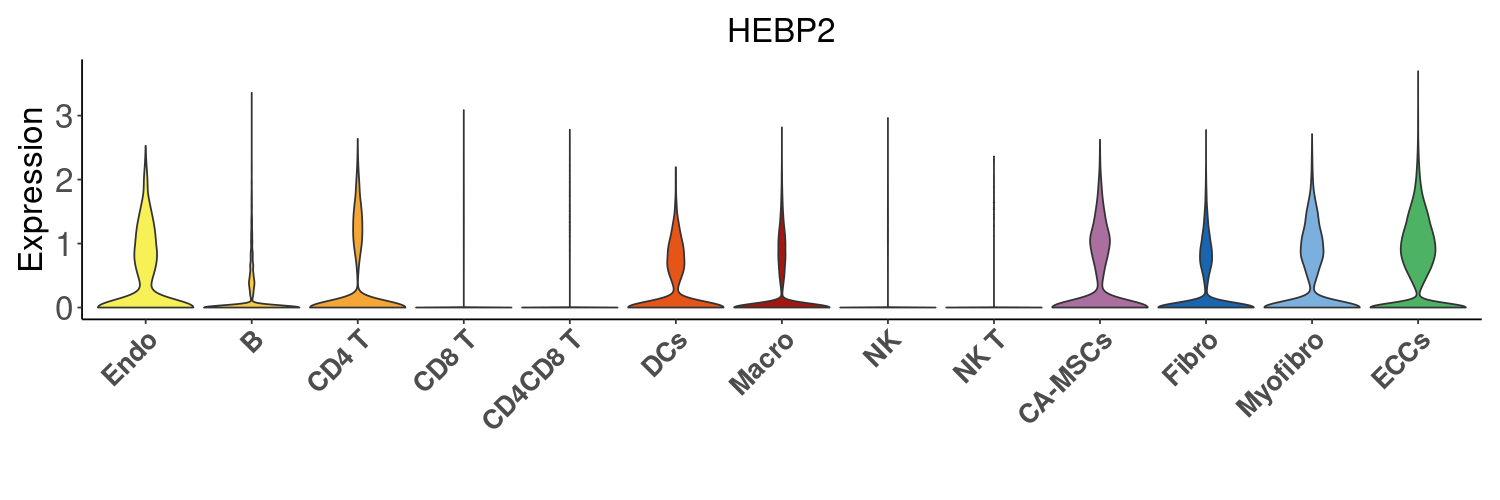 HEBP2
Expression
3
2
1
0
Endo
B
CD4 T
CD8 T
CD4CD8 T
DCs
Macro
NK
NK T
CA-MSCs
Fibro
Myofibro
ECCs